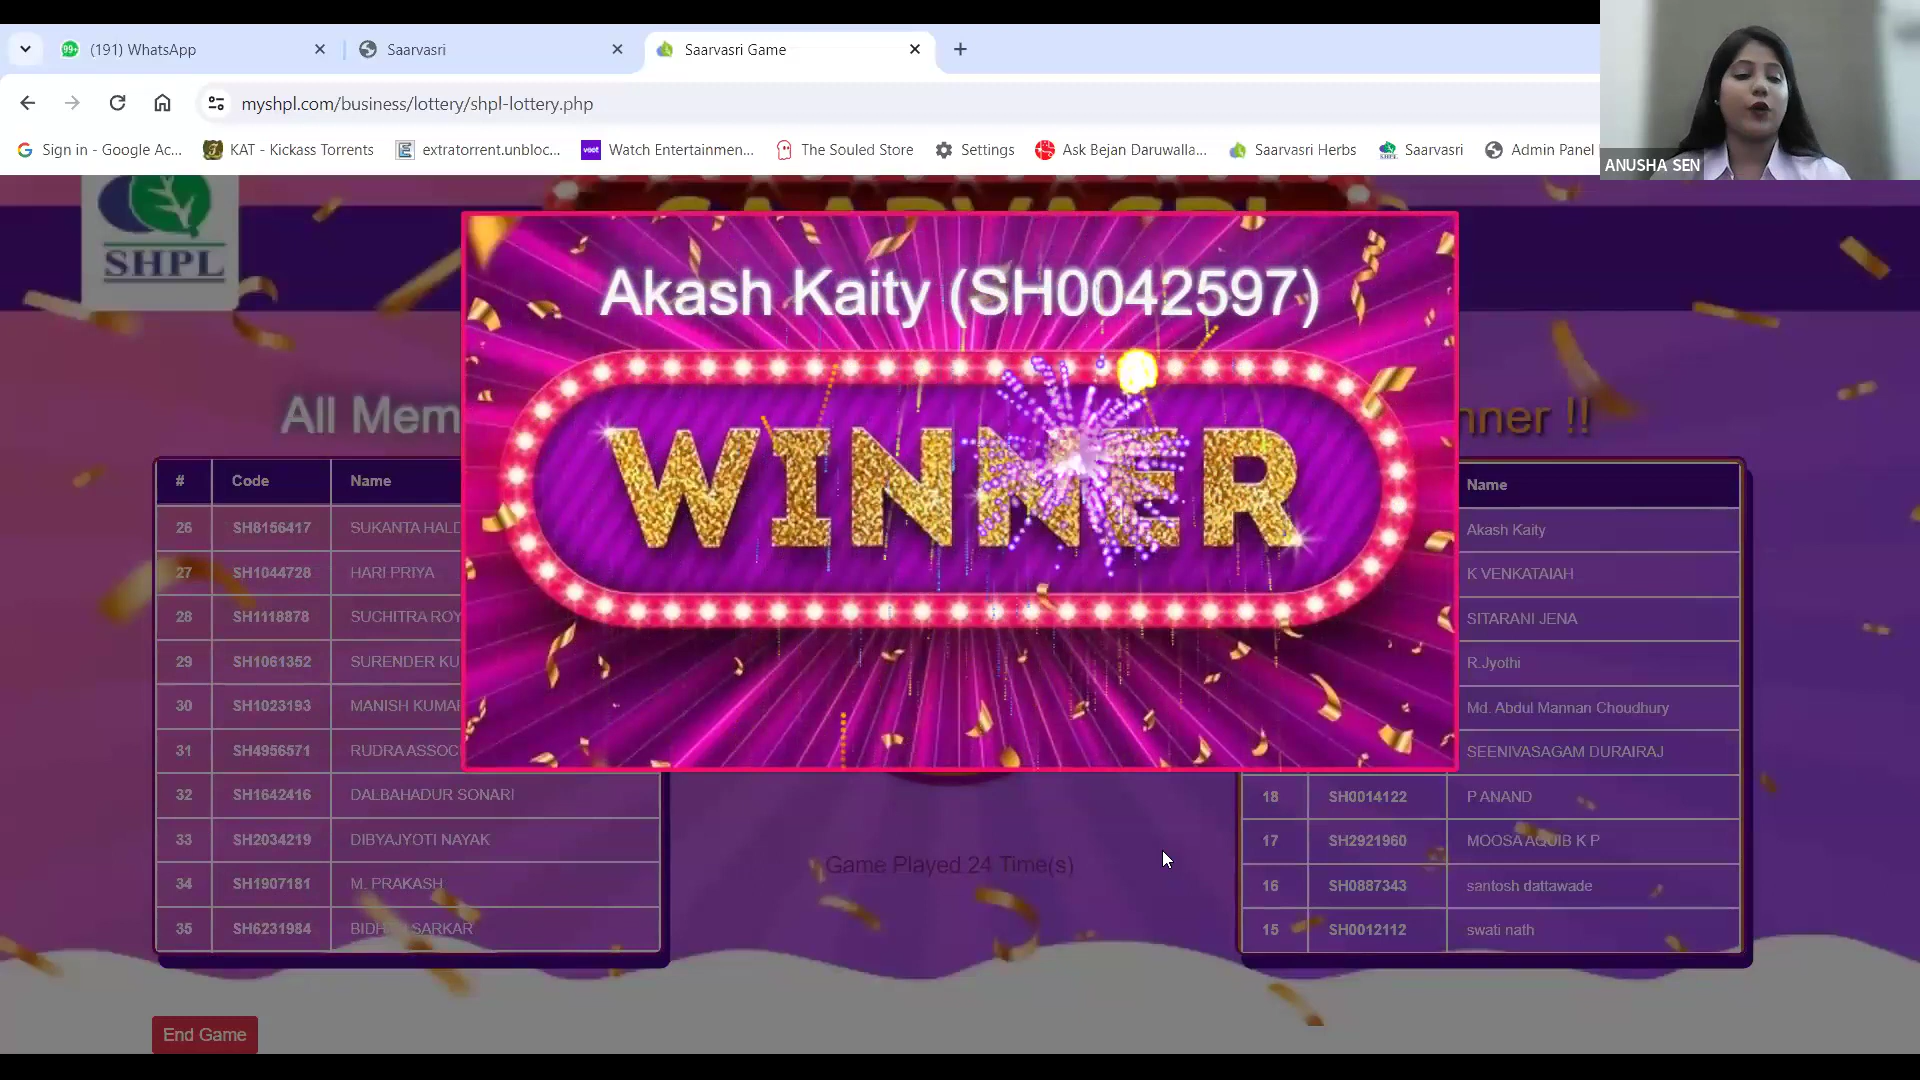 (191) WhatsApp
Saarvasri
Saarvasri Game
myshpl.com/business/lottery/shpl-lottery.php
Sign in - Google Ac...
KAT - Kickass Torrents
extratorrent.unbloc...
voot
Watch Entertainmen...
The Souled Store
Settings
Ask Bejan Daruwalla...
Saarvasri Herbs
Saarvasri
Admin Panel
ANUSHA SEN
SHPL
SAARVASRI
Akash Kaity (SH0042597)
WINNER
All Mem
nner !!
# Code Name
26 SH8156417 SUKANTA HALD
27 SH1044728 HARI PRIYA
28 SH1118878 SUCHITRA ROY
29 SH1061352 SURENDER KU
30 SH1023193 MANISH KUMAR
31 SH4956571 RUDRA ASSOC
32 SH1642416 DALBAHADUR SONARI
33 SH2034219 DIBYAJYOTI NAYAK
34 SH1907181 M. PRAKASH
35 SH6231984 SARKAR
Name
Akash Kaity
K VENKATAIAH
SITARANI JENA
R.Jyothi
Md. Abdul Mannan Choudhury
SEENIVASAGAM DURAIRAJ
18 SH0014122 P ANAND
17 SH2921960 MOOSA AQUIB K P
16 SH0887343 santosh dattawade
15 SH0012112 swati nath
Game Played 24 Time(s)
End Game